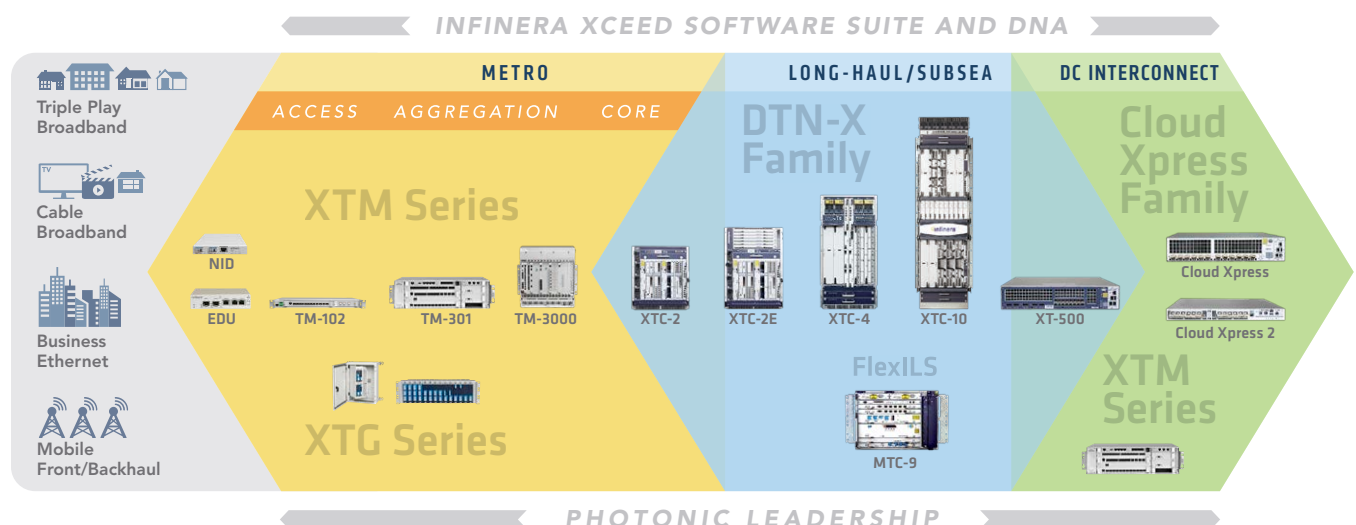 INFINERA XCEED SOFTWARE SUITE AND DNA
METRO
LONG-HAUL/SUBSEA
DC INTERCONNECT
ACCESS
AGGREGATION
CORE
Triple Play
Broadband
TV
Cable
Broadband
Business
Ethernet
Mobile
Front/Backhaul
XTM Series
NID
EDU
TM-102
TM-301
TM-3000
XTG Series
DTN-X
Family
XTC-2
XTC-2E
XTC-4
Infinera
XTC-10
XT-500
FlexILS
MTC-9
Cloud
Xpress
Family
Cloud Xpress
Cloud Xpress 2
XTM
Series
PHOTONIC LEADERSHIP